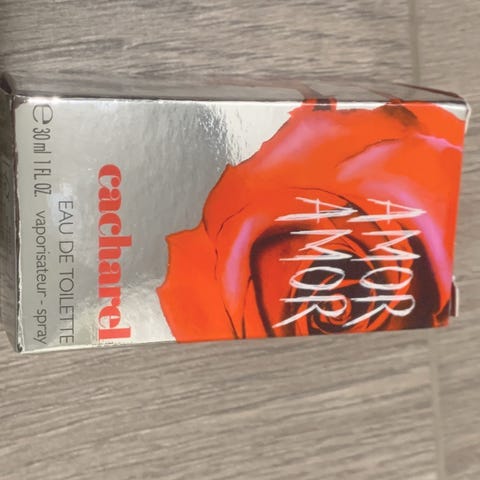 AMOR
AMOR
cacharel
EAU DE TOILETTE
℮ 30 ml 1 FL.OZ. vaporisateur - spray